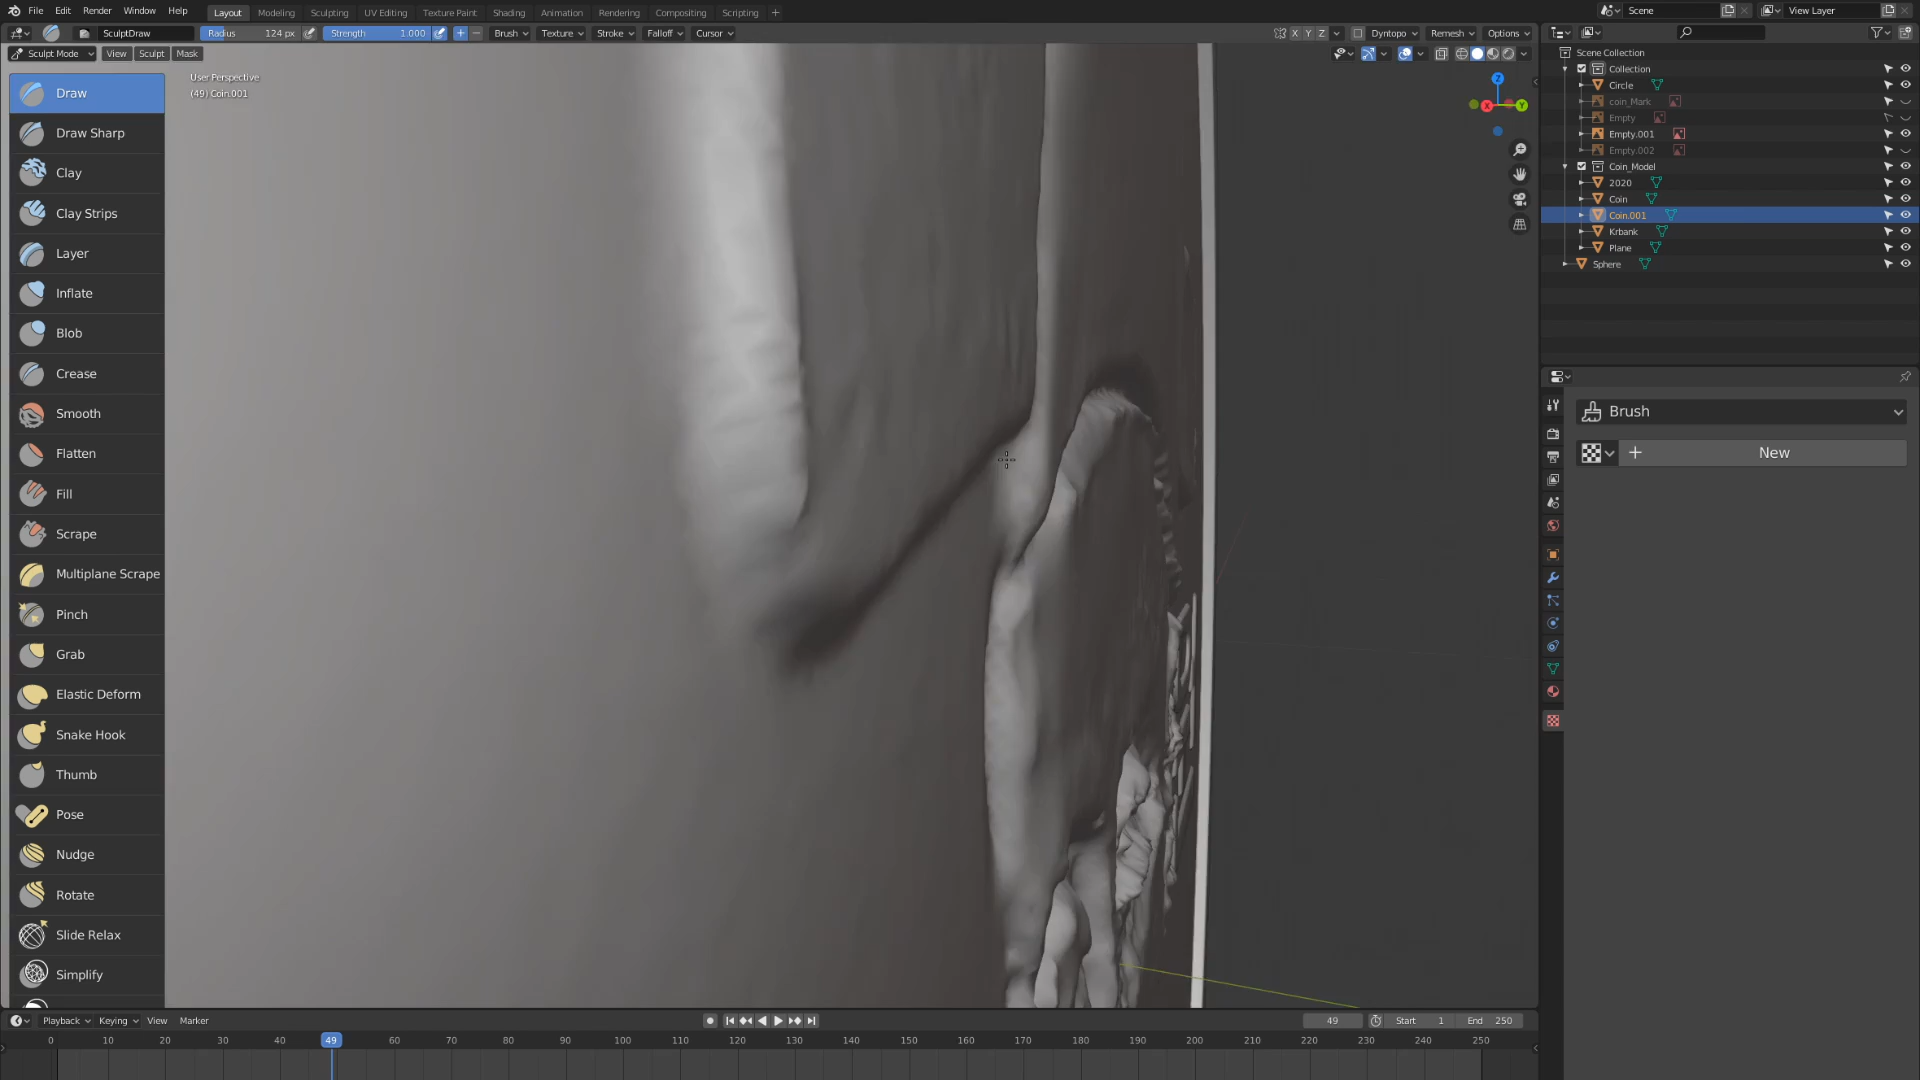 File Edit Render Window Help Layout Modeling Sculpting UV Editing Texture Paint Shading Animation Rendering Compositing Scripting + Scene View Layer
SculptDraw Radius 124 px Strength 1.000 Brush Texture Stroke Falloff Cursor X Y Z Dyntopo Remesh Options
Sculpt Mode View Sculpt Mask
User Perspective
(49) Coin.001
Draw
Draw Sharp
Clay
Clay Strips
Layer
Inflate
Blob
Crease
Smooth
Flatten
Fill
Scrape
Multiplane Scrape
Pinch
Grab
Elastic Deform
Snake Hook
Thumb
Pose
Nudge
Rotate
Slide Relax
Simplify
Z
X
Y
Scene Collection
Collection
Circle
coin_Mark
Empty
Empty.001
Empty.002
Coin_Model
2020
Coin
Coin.001
Krbank
Plane
Sphere
Brush
+ New
Playback Keying View Marker 49 Start 1 End 250
0 10 20 30 40 49 60 70 80 90 100 110 120 130 140 150 160 170 180 190 200 210 220 230 240 250